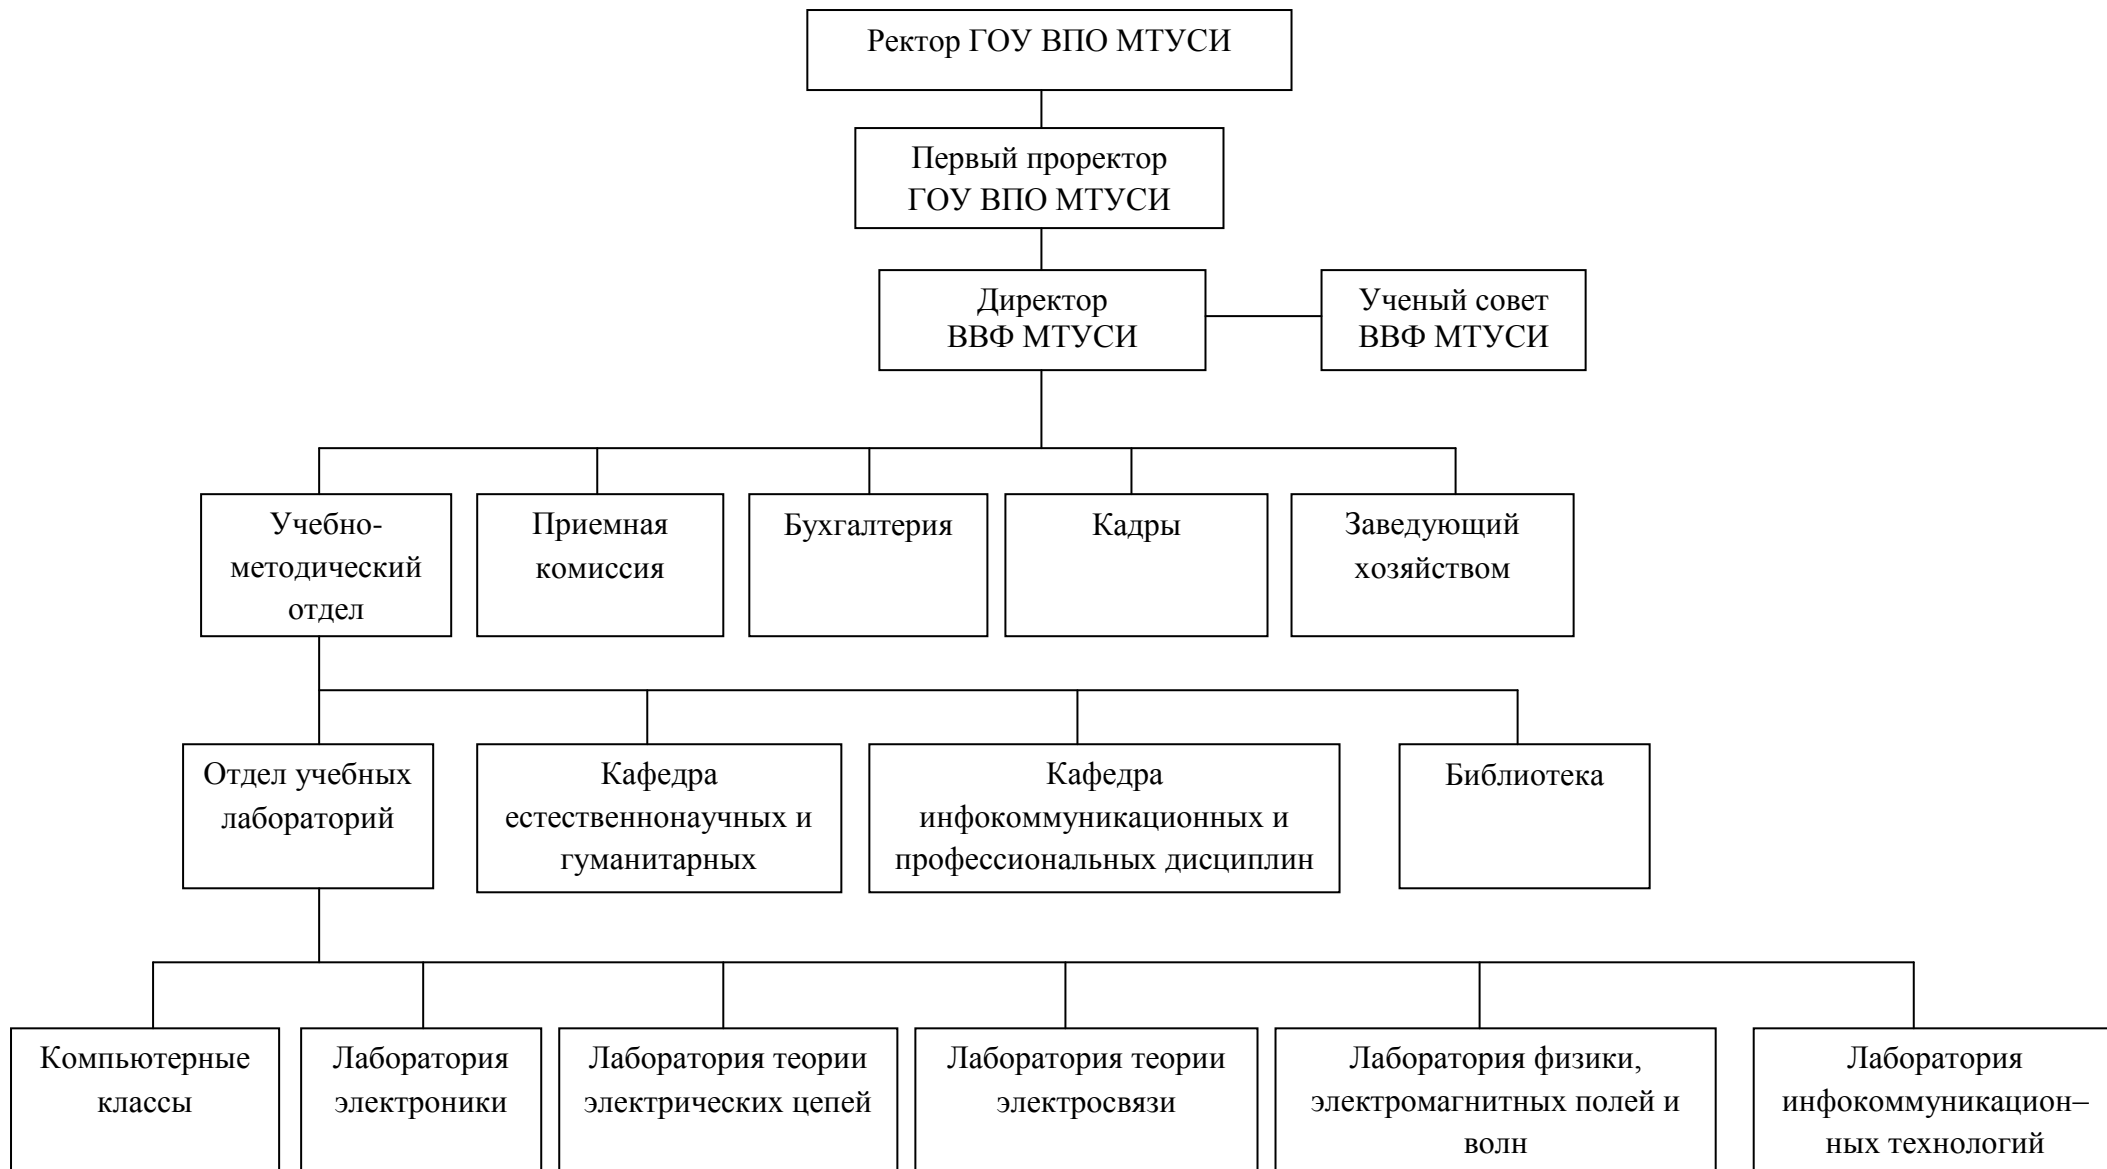 Ректор ГОУ ВПО МТУСИ
Первый проректор
ГОУ ВПО МТУСИ
Директор
ВВФ МТУСИ
Ученый совет
ВВФ МТУСИ
Учебно-
методический
отдел
Приемная
комиссия
Бухгалтерия
Кадры
Заведующий
хозяйством
Отдел учебных
лабораторий
Кафедра
естественнонаучных и
гуманитарных
Кафедра
инфокоммуникационных и
профессиональных дисциплин
Библиотека
Компьютерные
классы
Лаборатория
электроники
Лаборатория теории
электрических цепей
Лаборатория теории
электросвязи
Лаборатория физики,
электромагнитных полей и
волн
Лаборатория
инфокоммуникацион–
ных технологий